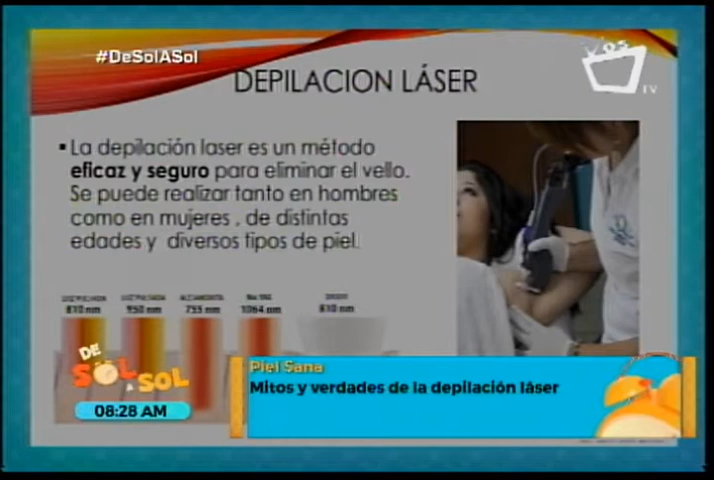 #DeSolASol
VOS
TV
DEPILACION LÁSER
▪La depilación laser es un método
eficaz y seguro para eliminar el vello.
Se puede realizar tanto en hombres
como en mujeres , de distintas
edades y diversos tipos de piel.
810 nm 950 nm 755 nm 1064 nm 810 nm
DE
SOL
A SOL
08:28 AM
Piel Sana
Mitos y verdades de la depilación láser